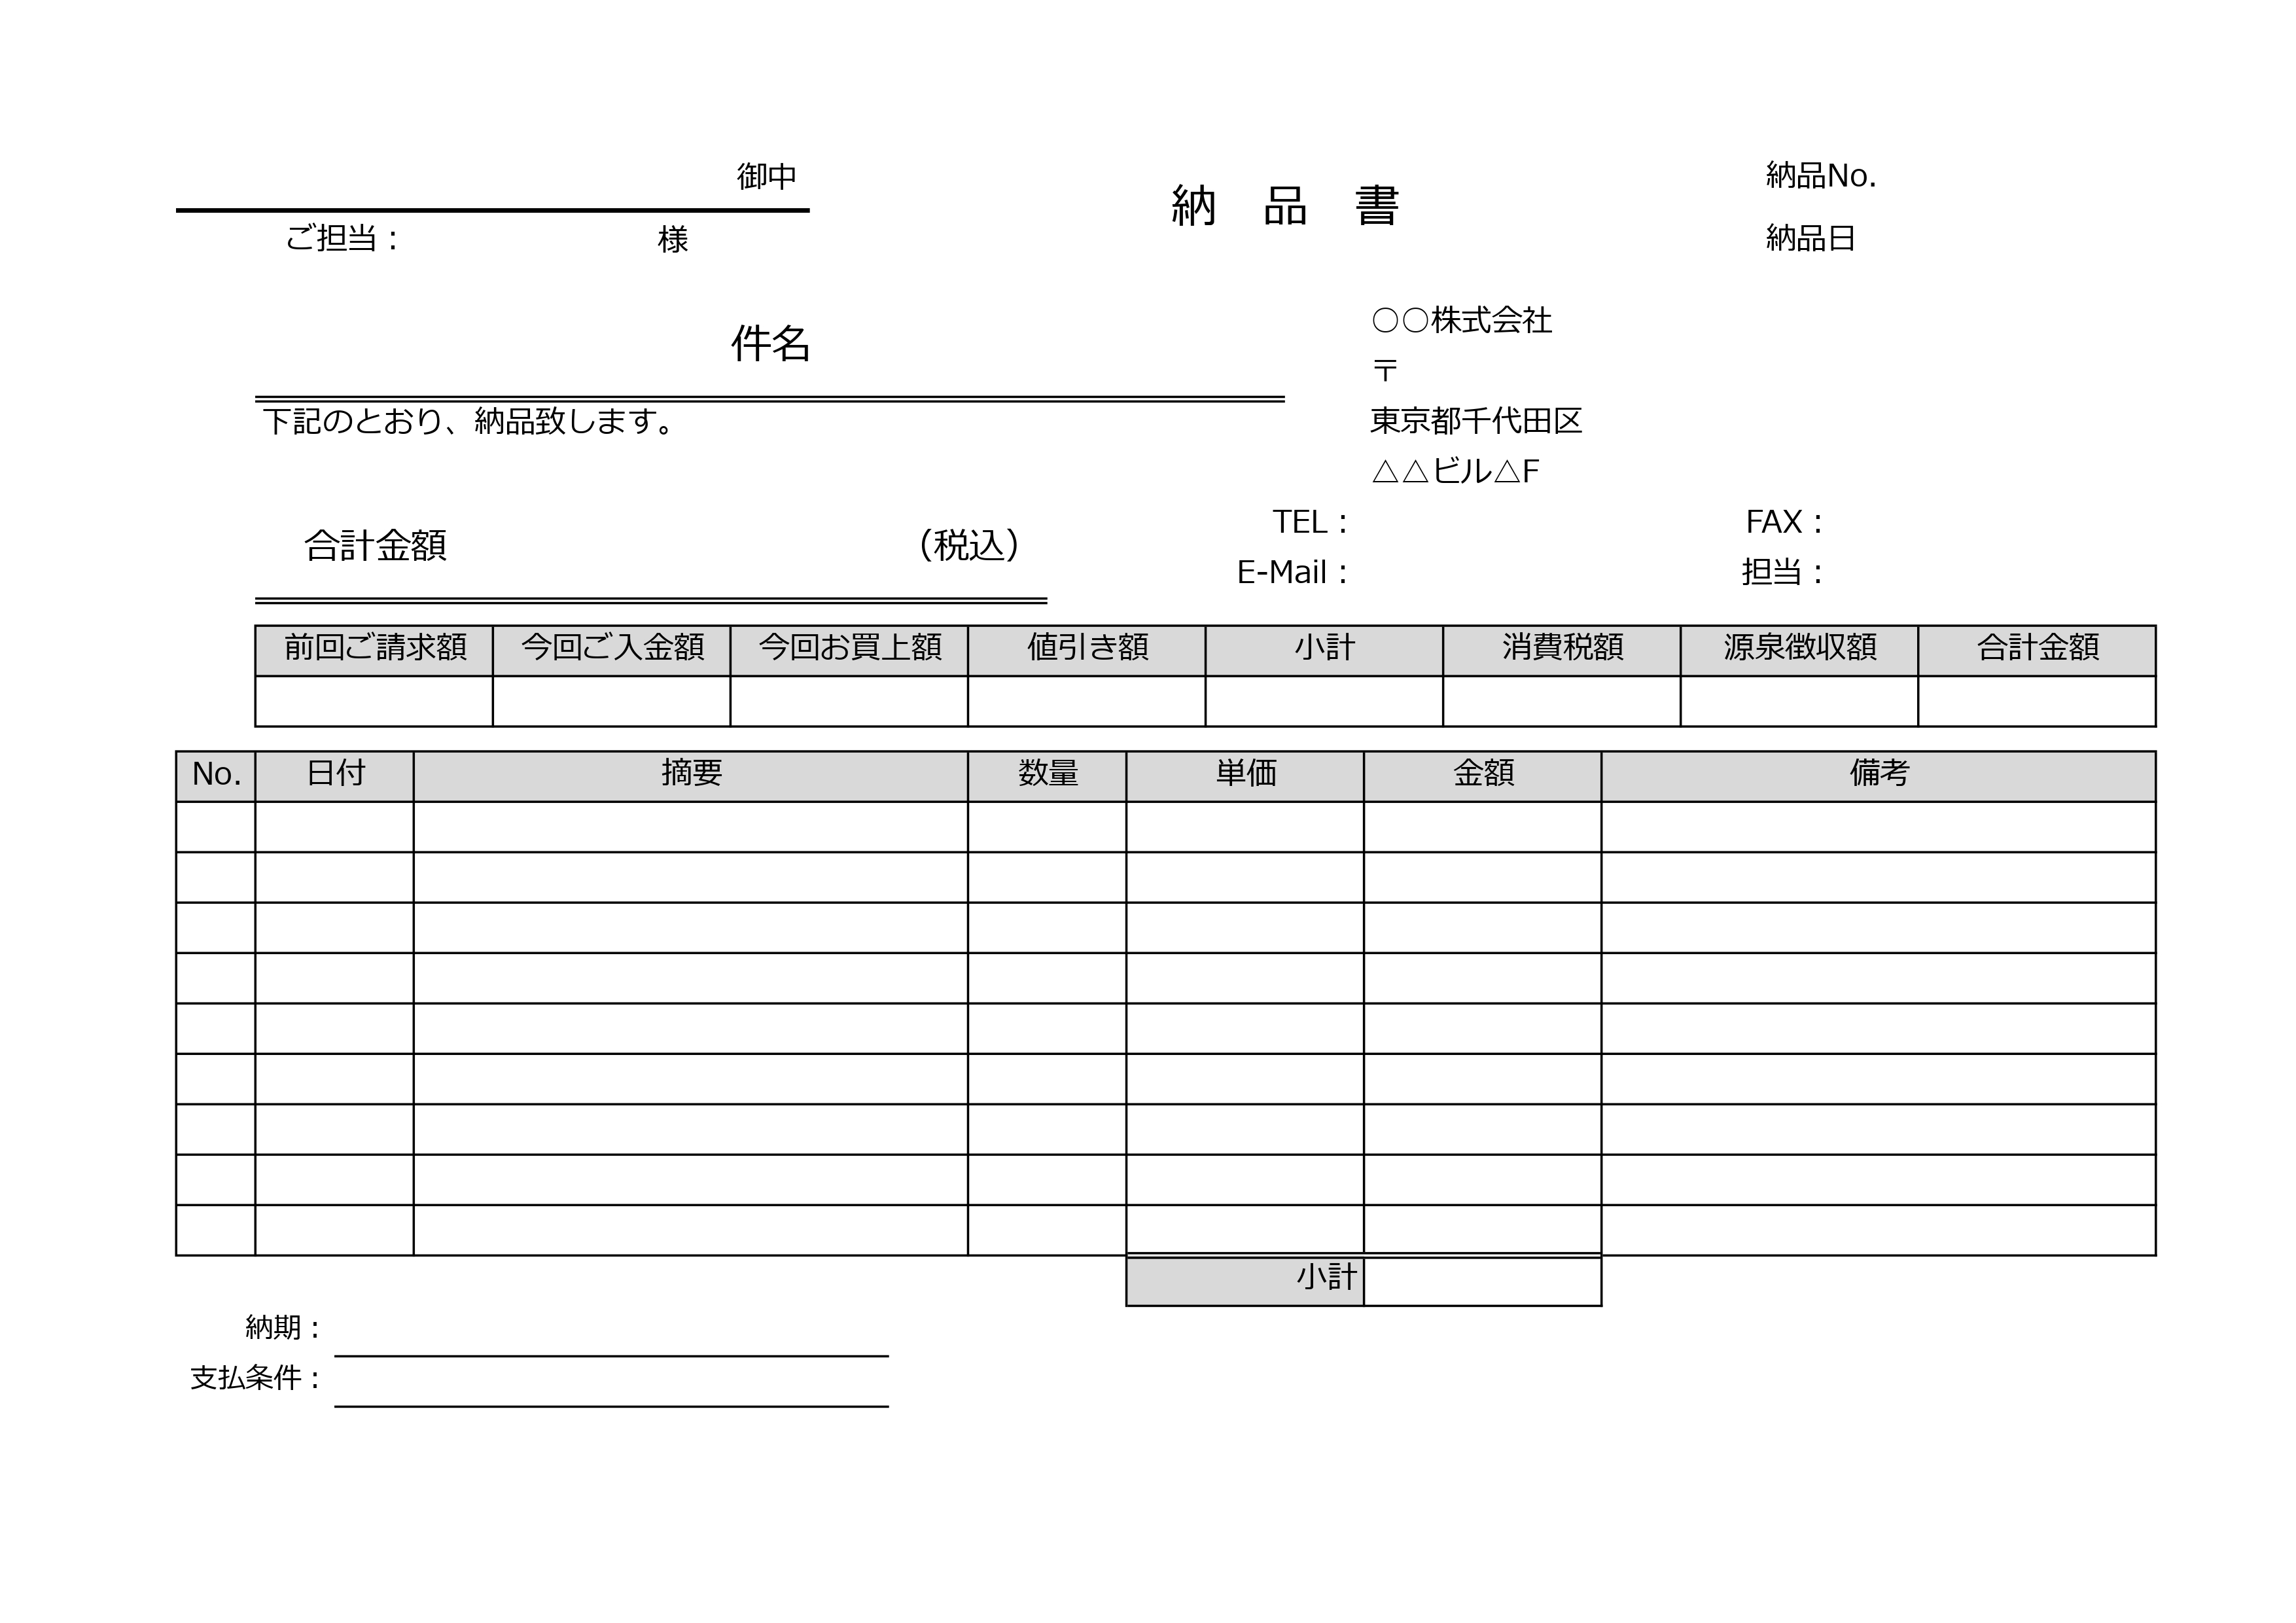 御中
納　品　書
納品No.
ご担当：　様
納品日
○○株式会社
件名
〒
下記のとおり、納品致します。
東京都千代田区
△△ビル△F
合計金額　（税込）
TEL：　FAX：
E-Mail：　担当：
前回ご請求額　今回ご入金額　今回お買上額　値引き額　小計　消費税額　源泉徴収額　合計金額
No.　日付　摘要　数量　単価　金額　備考
小計
納期：
支払条件：